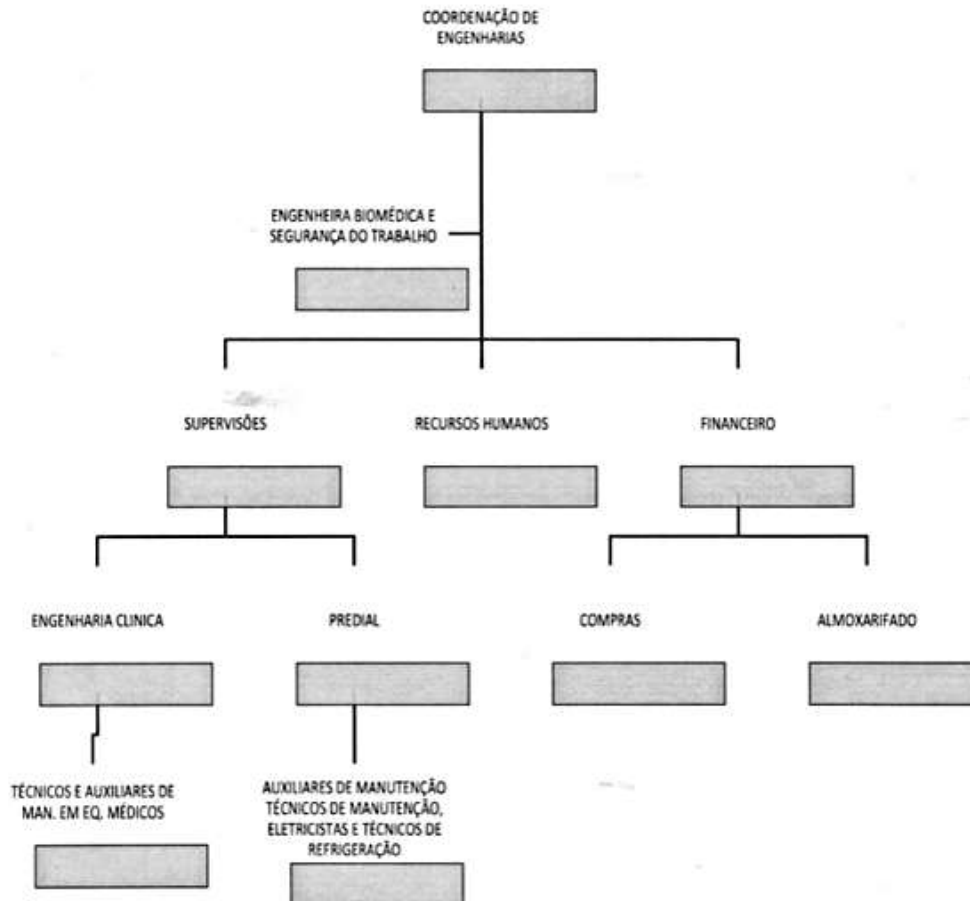 COORDENAÇÃO DE
ENGENHARIAS
ENGENHEIRA BIOMÉDICA E
SEGURANÇA DO TRABALHO
SUPERVISÕES
RECURSOS HUMANOS
FINANCEIRO
ENGENHARIA CLINICA
PREDIAL
COMPRAS
ALMOXARIFADO
TÉCNICOS E AUXILIARES DE
MAN. EM EQ. MÉDICOS
AUXILIARES DE MANUTENÇÃO
TÉCNICOS DE MANUTENÇÃO,
ELETRICISTAS E TÉCNICOS DE
REFRIGERAÇÃO